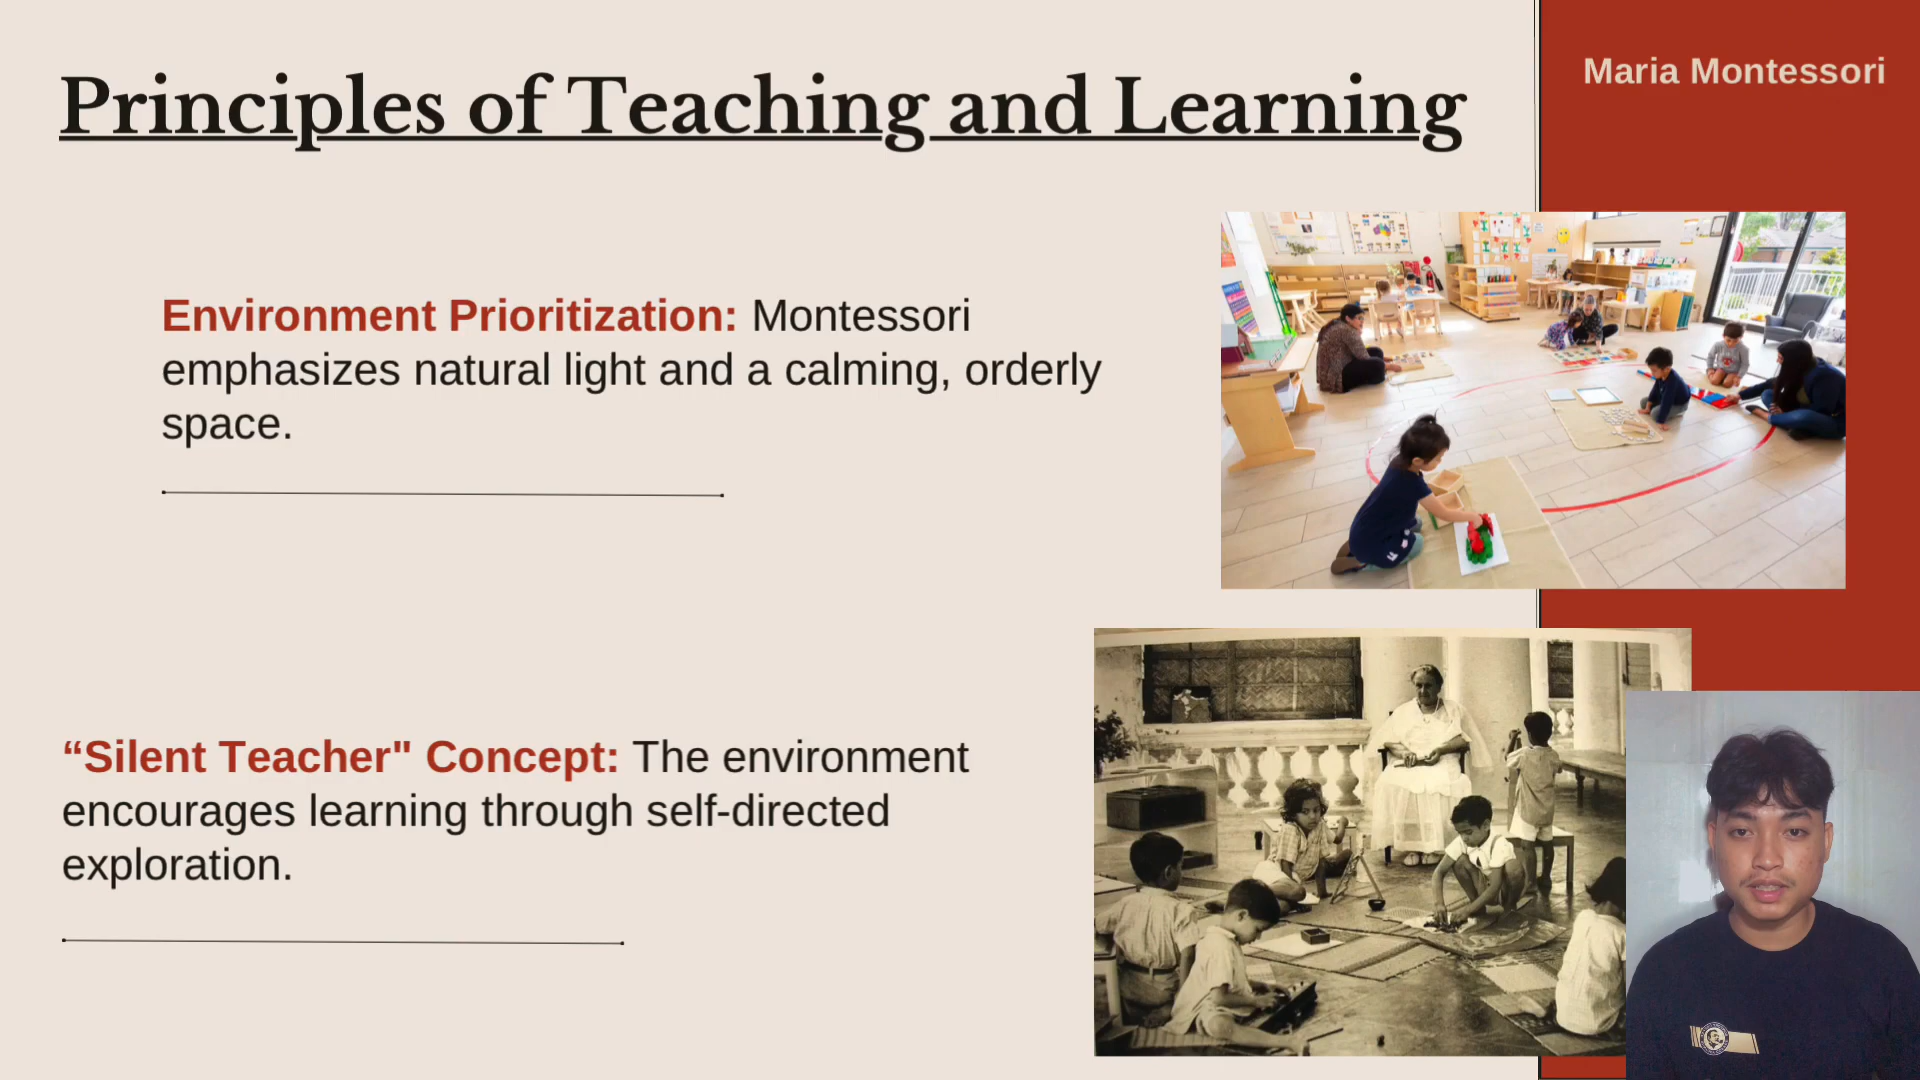 Principles of Teaching and Learning
Maria Montessori
Environment Prioritization: Montessori
emphasizes natural light and a calming, orderly
space.
“Silent Teacher" Concept: The environment
encourages learning through self-directed
exploration.